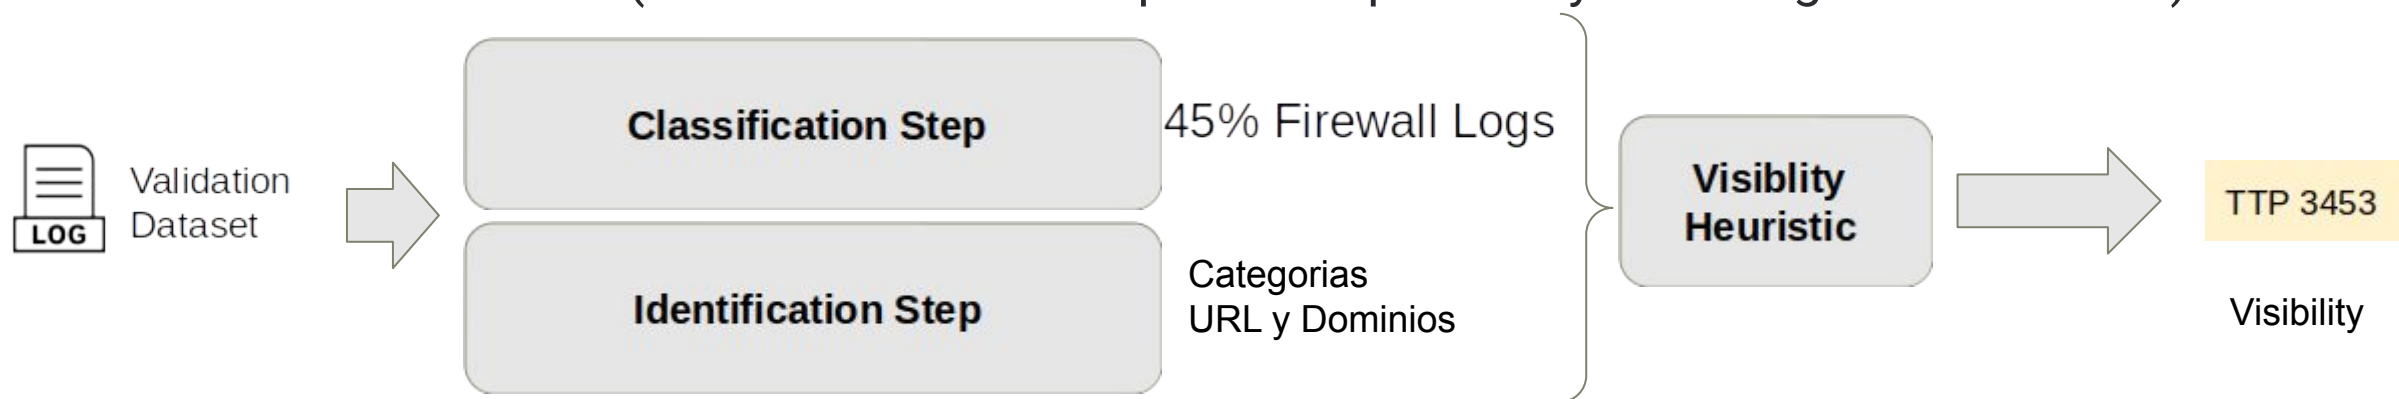 Classification Step
45% Firewall Logs
Validation
Dataset
LOG
Visiblity
Heuristic
TTP 3453
Identification Step
Categorias
URL y Dominios
Visibility